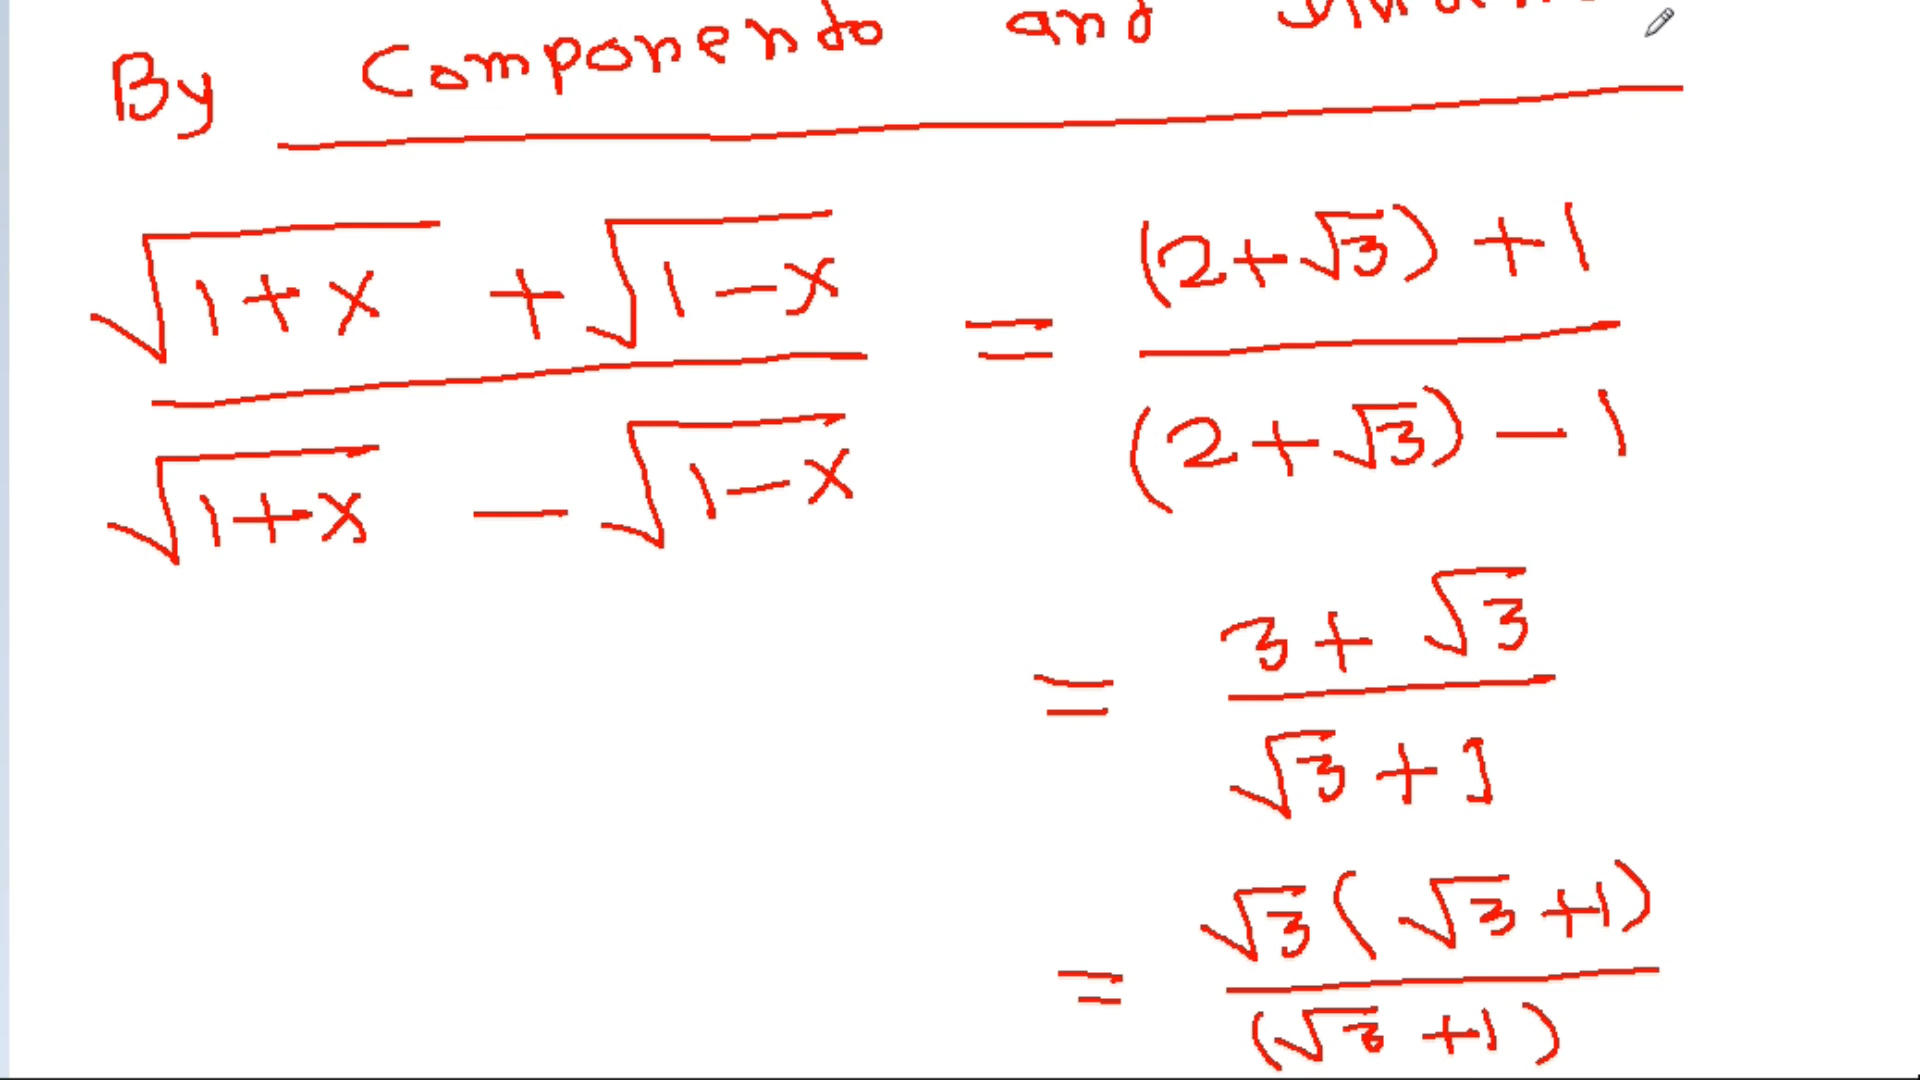 By Componendo and
(√(1+x) + √(1-x)) / (√(1+x) - √(1-x)) = ((2+√3)+1) / ((2+√3)-1)
= (3+√3) / (√3+1)
= √3(√3+1) / (√3+1)